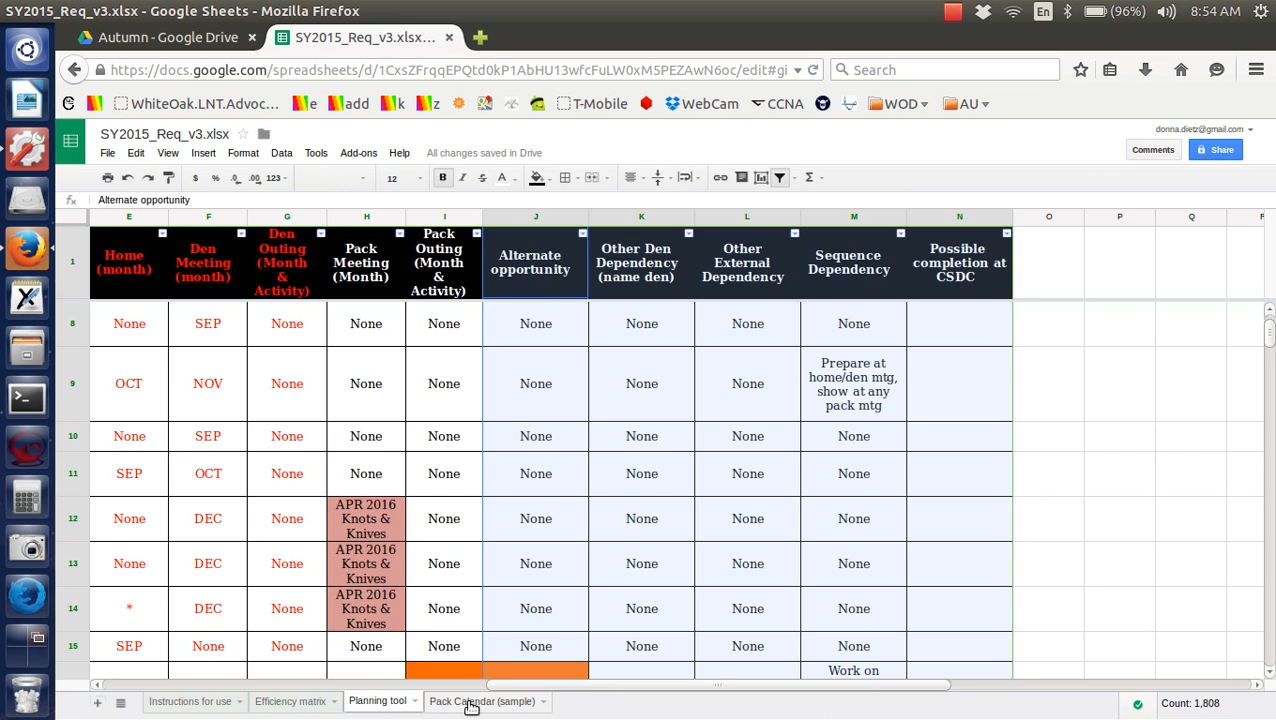 SY2015_Req_v3.xlsx - Google Sheets - Mozilla Firefox En (96%) 8:54 AM
Autumn - Google Drive × SY2015_Req_v3.xlsx... ×
https://docs.google.com/spreadsheets/d/1CxsZFrqqEPQtd0kP1AbHU13wfcFuLW0xM5PEZAwN6oc/edit#gi Search
WhiteOak.LNT.Advoc... e add k z T-Mobile WebCam CCNA WOD AU
SY2015_Req_v3.xlsx donna.dietz@gmail.com
File Edit View Insert Format Data Tools Add-ons Help All changes saved in Drive Comments Share
$ % .0 .00 123 12 B I S A Σ
fx Alternate opportunity
E F G H I J K L M N O P Q R
1 Home (month) Den Meeting (month) Den Outing (Month & Activity) Pack Meeting (Month) Pack Outing (Month & Activity) Alternate opportunity Other Den Dependency (name den) Other External Dependency Sequence Dependency Possible completion at CSDC
8 None SEP None None None None None None None
9 OCT NOV None None None None None None Prepare at home/den mtg, show at any pack mtg
10 None SEP None None None None None None None
11 SEP OCT None None None None None None None
12 None DEC None APR 2016 Knots & Knives None None None None None
13 None DEC None APR 2016 Knots & Knives None None None None None
14 * DEC None APR 2016 Knots & Knives None None None None None
15 SEP None None None None None None None None
Work on
+ Instructions for use Efficiency matrix Planning tool Pack Calendar (sample) Count: 1,808